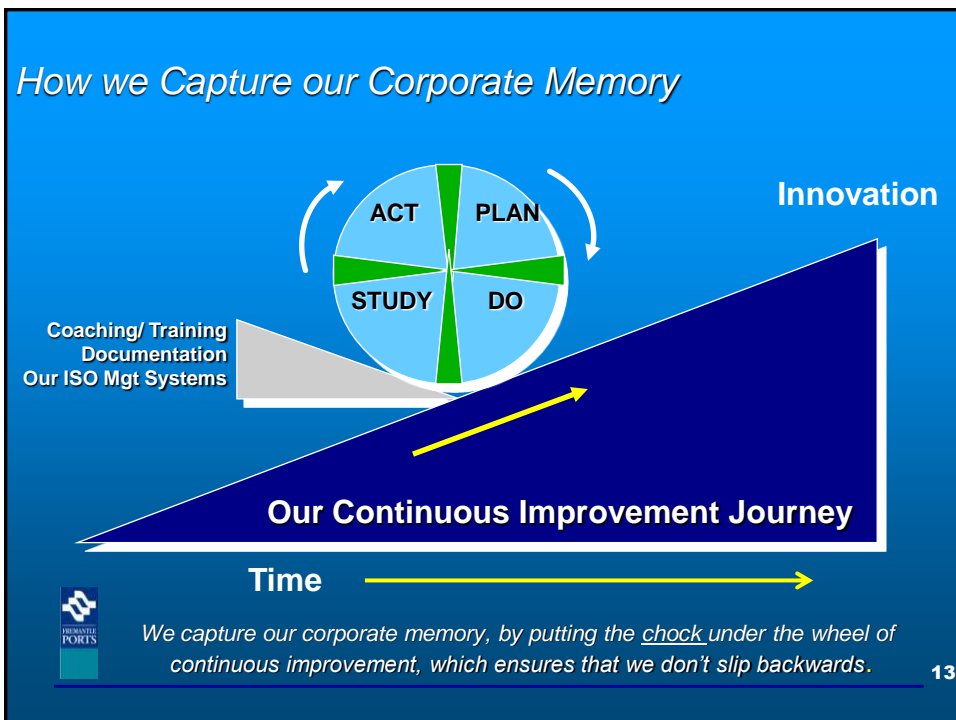 How we Capture our Corporate Memory
Innovation
ACT
PLAN
STUDY
DO
Coaching/ Training
Documentation
Our ISO Mgt Systems
Our Continuous Improvement Journey
Time
FREMANTLE
PORTS
We capture our corporate memory, by putting the chock under the wheel of
continuous improvement, which ensures that we don't slip backwards.
13